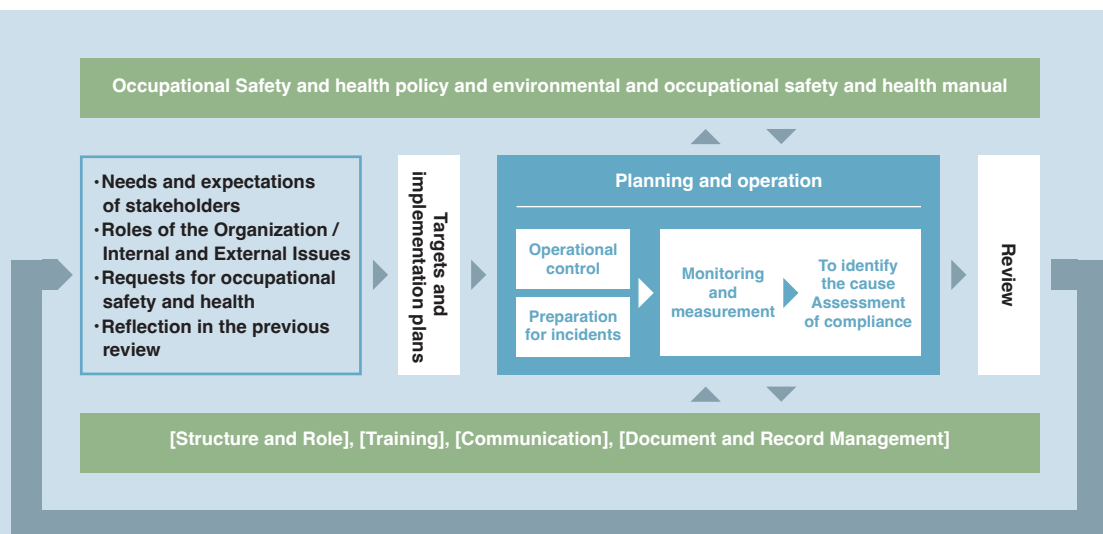 Occupational Safety and health policy and environmental and occupational safety and health manual
・Needs and expectations
of stakeholders
・Roles of the Organization /
Internal and External Issues
・Requests for occupational
safety and health
・Reflection in the previous
review
Targets and
implementation plans
Planning and operation
Operational
control
Preparation
for incidents
Monitoring
and
measurement
To identify
the cause
Assessment
of compliance
Review
[Structure and Role], [Training], [Communication], [Document and Record Management]